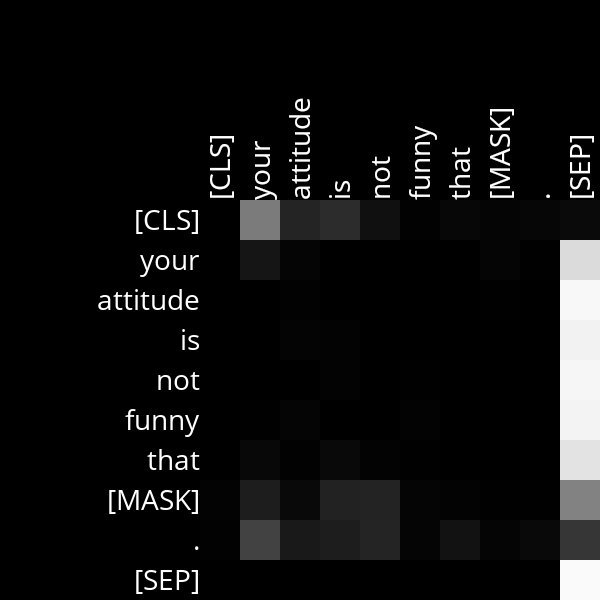 [CLS] your attitude is not funny that [MASK] . [SEP]
[CLS]
your
attitude
is
not
funny
that
[MASK]
.
[SEP]